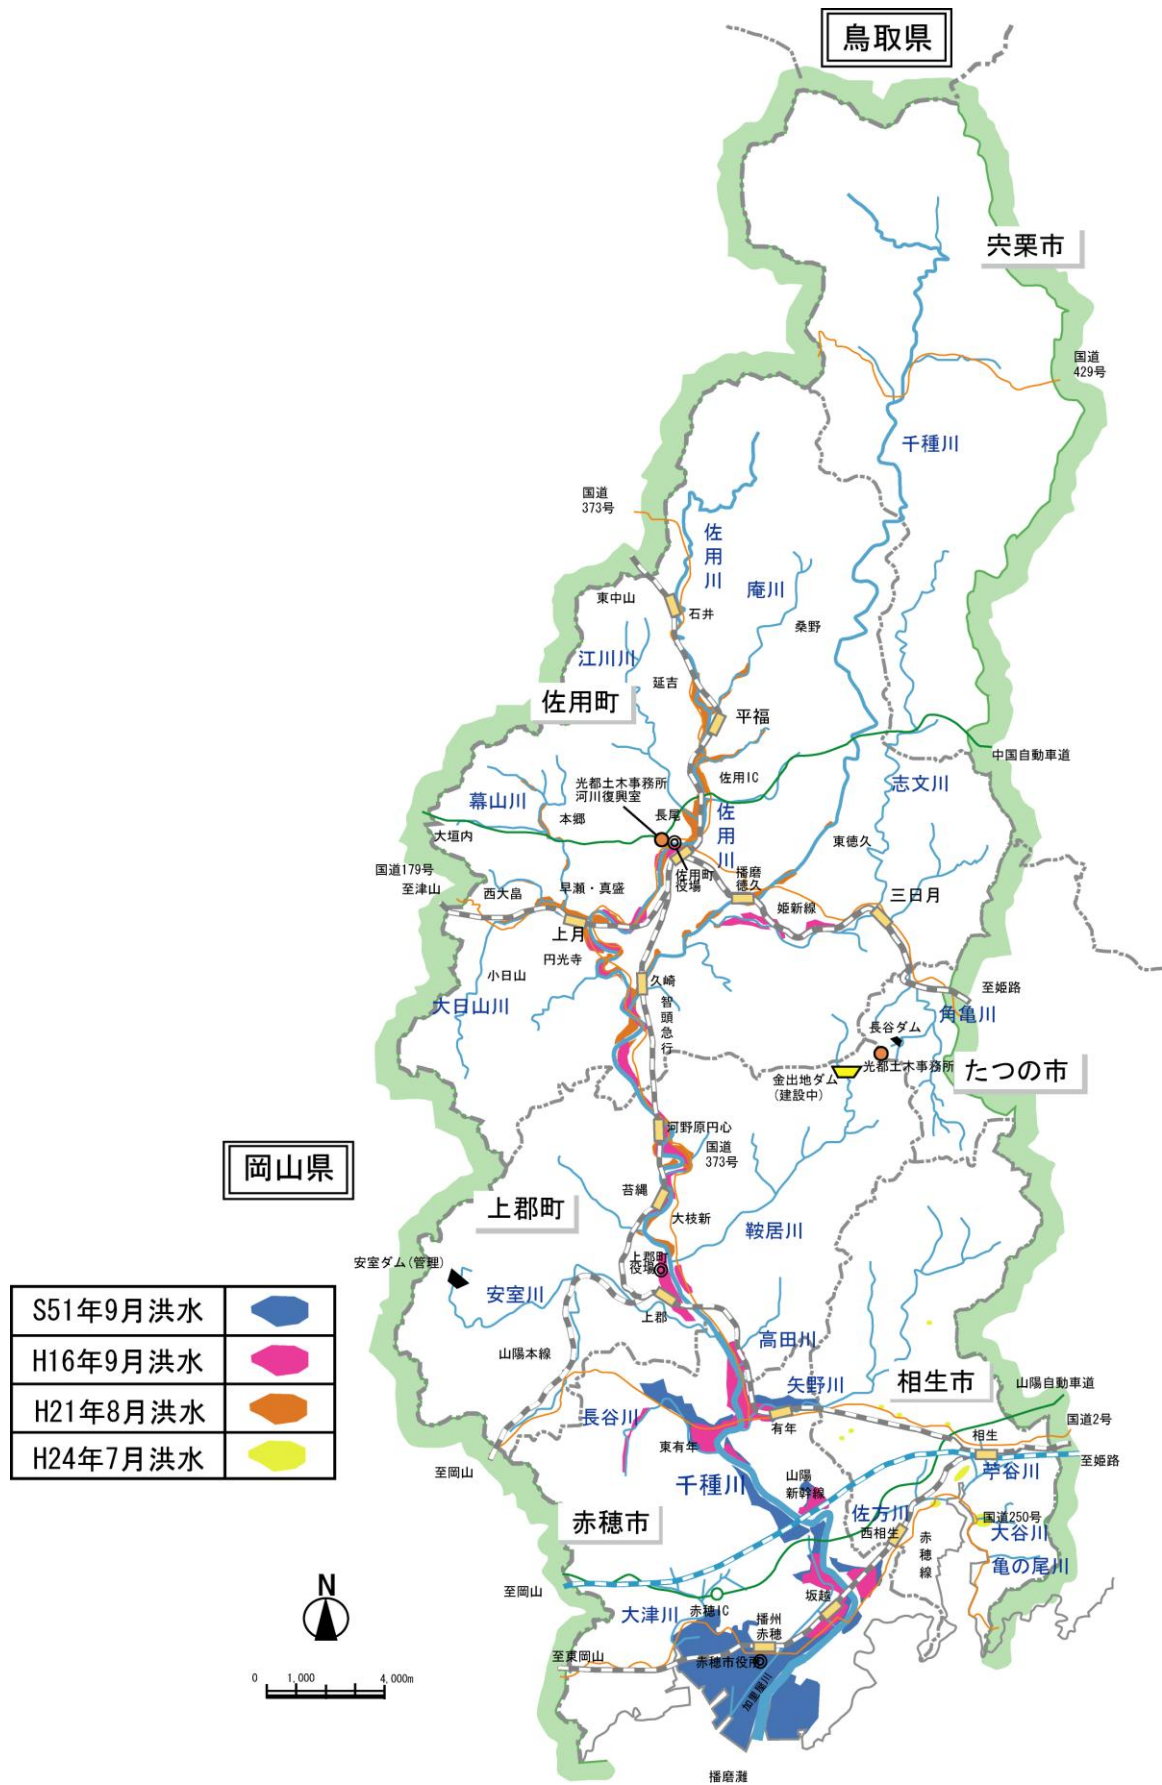 鳥取県
宍栗市
国道
429号
千種川
国道
373号
佐用川
庵川
東中山
石井
桑野
江川川
延吉
佐用町
平福
中国自動車道
佐用IC
志文川
光都土木事務所
河川復興室
幕山川
長尾
佐用川
本郷
大垣内
東徳久
国道179号
至津山
佐用町
役場
播磨
徳久
西大畠
早瀬・真盛
三日月
姫新線
上月
円光寺
小日山
久崎
至姫路
大日山川
智頭急行
角亀川
長谷ダム
光都土木事務所
たつの市
金出地ダム
(建設中)
河野原円心
国道
373号
岡山県
苔縄
上郡町
大枝新
鞍居川
安室ダム(管理)
上郡町
役場
安室川
上郡
S51年9月洪水
H16年9月洪水
H21年8月洪水
H24年7月洪水
高田川
山陽本線
矢野川
相生市
山陽自動車道
長谷川
有年
相生
国道2号
東有年
至岡山
至姫路
苧谷川
千種川
山陽
新幹線
赤穂市
佐方川
国道250号
西相生
大谷川
赤穂線
亀の尾川
N
至岡山
坂越
大津川
赤穂IC
播州
赤穂
至東岡山
赤穂市役所
加里屋川
0 1,000 4,000m
播磨灘